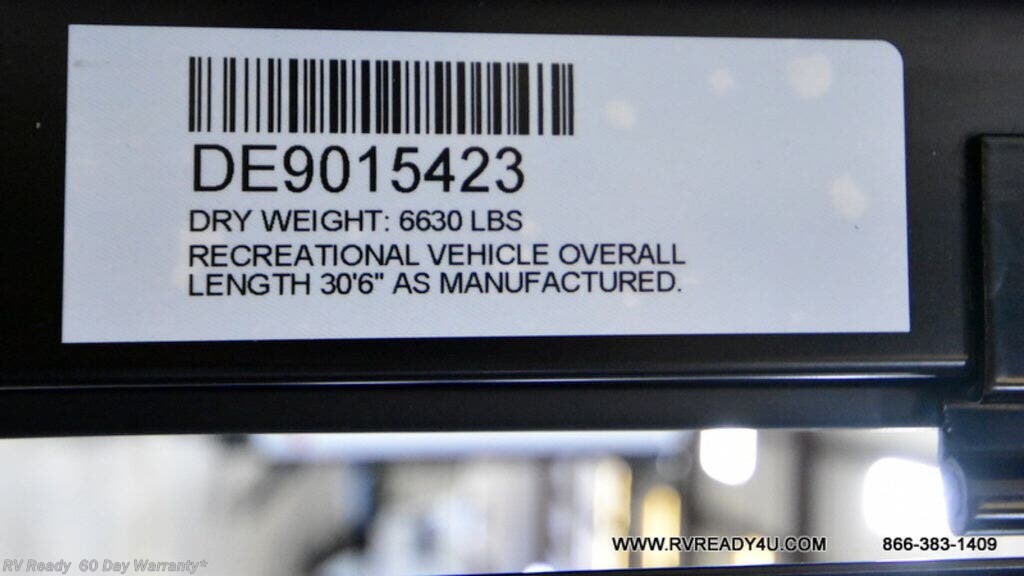 DE9015423
DRY WEIGHT: 6630 LBS
RECREATIONAL VEHICLE OVERALL
LENGTH 30'6" AS MANUFACTURED.
WWW.RVREADY4U.COM 866-383-1409
RV Ready 60 Day Warranty*